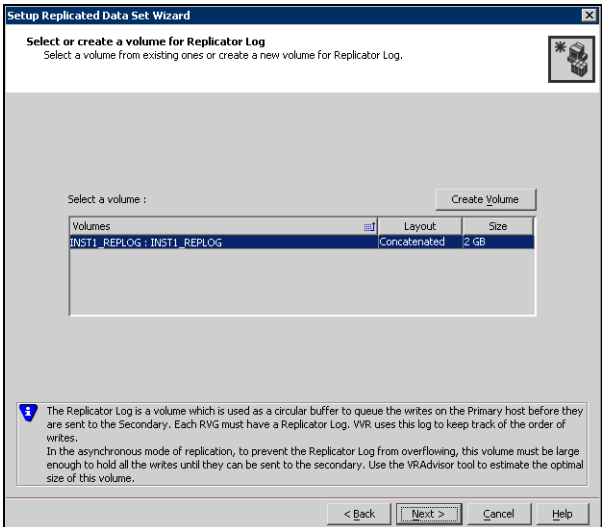 Setup Replicated Data Set Wizard
Select or create a volume for Replicator Log
Select a volume from existing ones or create a new volume for Replicator Log.
Select a volume :
Create Volume
Volumes Layout Size
INST1_REPLOG : INST1_REPLOG Concatenated 2 GB
The Replicator Log is a volume which is used as a circular buffer to queue the writes on the Primary host before they
are sent to the Secondary. Each RVG must have a Replicator Log. VVR uses this log to keep track of the order of
writes.
In the asynchronous mode of replication, to prevent the Replicator Log from overflowing, this volume must be large
enough to hold all the writes until they can be sent to the secondary. Use the VRAdvisor tool to estimate the optimal
size of this volume.
< Back Next > Cancel Help